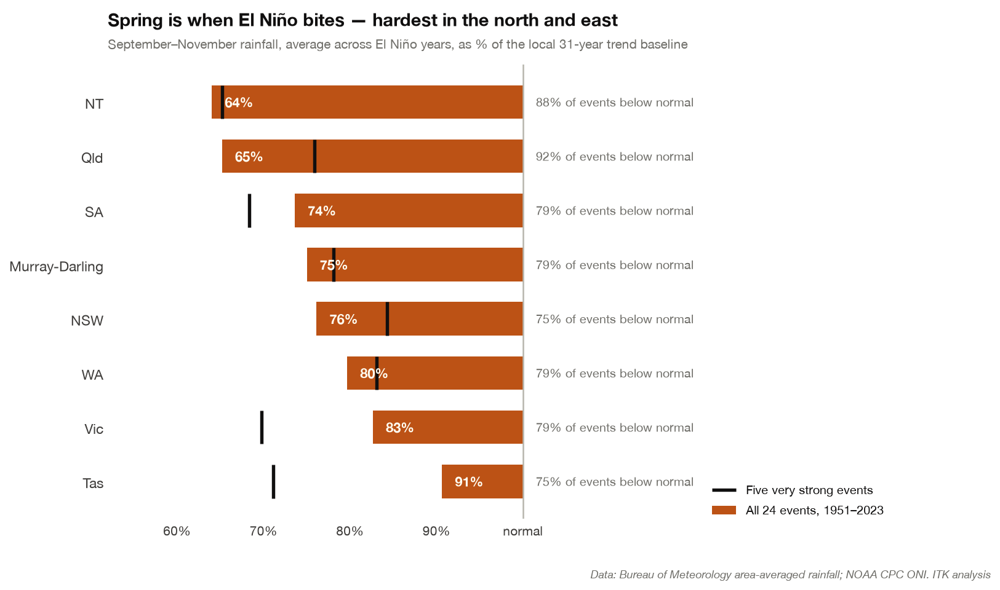 Spring is when El Niño bites — hardest in the north and east
September–November rainfall, average across El Niño years, as % of the local 31-year trend baseline
NT 64% 88% of events below normal
Qld 65% 92% of events below normal
SA 74% 79% of events below normal
Murray-Darling 75% 79% of events below normal
NSW 76% 75% of events below normal
WA 80% 79% of events below normal
Vic 83% 79% of events below normal
Tas 91% 75% of events below normal
Five very strong events
All 24 events, 1951–2023
60% 70% 80% 90% normal
Data: Bureau of Meteorology area-averaged rainfall; NOAA CPC ONI. ITK analysis